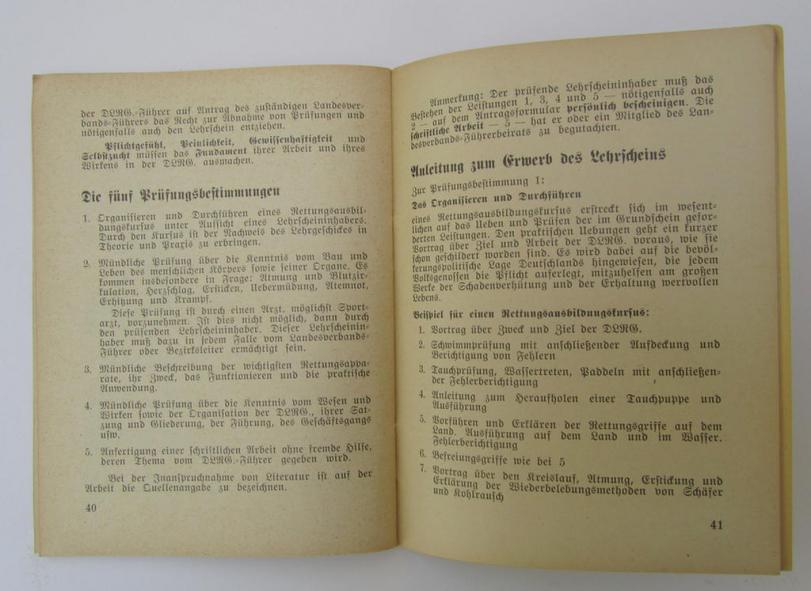 der DLRG.-Führer auf Antrag des zuständigen Landesver-
bands-Führers das Recht zur Abnahme von Prüfungen und
nötigenfalls auch den Lehrschein entziehen.
Pflichtgefühl, Peinlichkeit, Gewissenhaftigkeit und
Selbstzucht müssen das Fundament ihrer Arbeit und ihres
Wirkens in der DLRG. ausmachen.
Die fünf Prüfungsbestimmungen
1. Organisieren und Durchführen eines Rettungsausbil-
dungskursus unter Aufsicht eines Lehrscheininhabers.
Durch den Kursus ist der Nachweis des Lehrgeschickes in
Theorie und Praxis zu erbringen.
2. Mündliche Prüfung über die Kenntnis vom Bau und
Leben des menschlichen Körpers sowie seiner Organe. Es
kommen insbesondere in Frage: Atmung und Blutzir-
kulation, Herzschlag, Ersticken, Uebermüdung, Atemnot,
Erhitzung und Krampf.
Diese Prüfung ist durch einen Arzt, möglichst Sport-
arzt, vorzunehmen. Ist dies nicht möglich, dann durch
den prüfenden Lehrscheininhaber. Dieser Lehrscheinin-
haber muß dazu in jedem Falle vom Landesverbands-
Führer oder Bezirksleiter ermächtigt sein.
3. Mündliche Beschreibung der wichtigsten Rettungsappa-
rate, ihr Zweck, das Funktionieren und die praktische
Anwendung.
4. Mündliche Prüfung über die Kenntnis vom Wesen und
Wirken sowie der Organisation der DLRG., ihrer Sat-
zung und Gliederung, der Führung, des Geschäftsgangs
usw.
5. Anfertigung einer schriftlichen Arbeit ohne fremde Hilfe,
deren Thema vom DLRG.-Führer gegeben wird.
Bei der Inanspruchnahme von Literatur ist auf der
Arbeit die Quellenangabe zu bezeichnen.
40
Anmerkung: Der prüfende Lehrscheininhaber muß das
Bestehen der Leistungen 1, 3, 4 und 5 — nötigenfalls auch
2 — auf dem Antragsformular persönlich bescheinigen. Die
schriftliche Arbeit — 5 — hat er oder ein Mitglied des Lan-
desverbands-Führerbeirats zu begutachten.
Anleitung zum Erwerb des Lehrscheins
Zur Prüfungsbestimmung 1:
Das Organisieren und Durchführen
eines Rettungsausbildungskursus erstreckt sich im wesent-
lichen auf das Ueben und Prüfen der im Grundschein gefor-
derten Leistungen. Den praktischen Uebungen geht ein kurzer
Vortrag über Ziel und Arbeit der DLRG. voraus, wie sie
schon geschildert worden sind. Es wird dabei auf die bevöl-
kerungspolitische Lage Deutschlands hingewiesen, die jedem
Volksgenossen die Pflicht auferlegt, mitzuhelfen am großen
Werke der Schadenverhütung und der Erhaltung wertvollen
Lebens.
Beispiel für einen Rettungsausbildungskursus:
1. Vortrag über Zweck und Ziel der DLRG.
2. Schwimmprüfung mit anschließender Aufdeckung und
Berichtigung von Fehlern
3. Tauchprüfung, Wassertreten, Paddeln mit anschließen-
der Fehlerberichtigung
4. Anleitung zum Heraufholen einer Tauchpuppe und
Ausführung
5. Vorführen und Erklären der Rettungsgriffe auf dem
Land. Ausführung auf dem Land und im Wasser.
Fehlerberichtigung
6. Befreiungsgriffe wie bei 5
7. Vortrag über den Kreislauf, Atmung, Erstickung und
Erklärung der Wiederbelebungsmethoden von Schäfer
und Kohlrausch
41